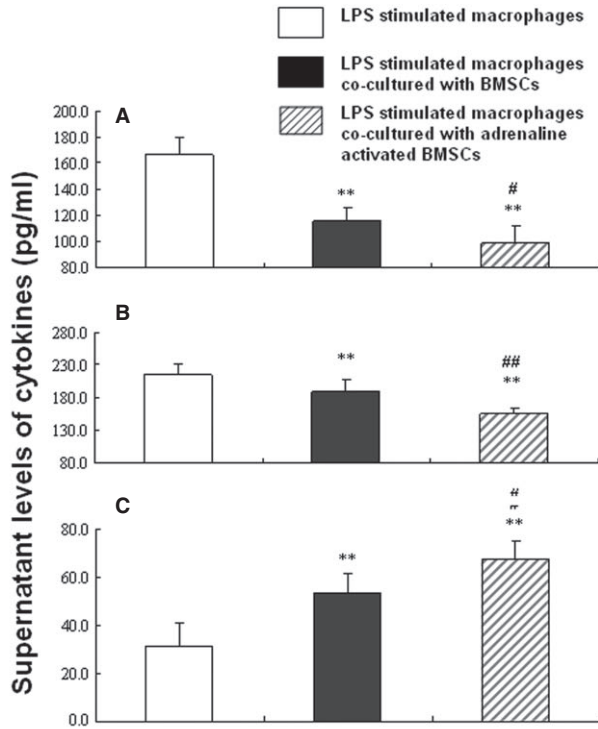 LPS stimulated macrophages
LPS stimulated macrophages
co-cultured with BMSCs
LPS stimulated macrophages
co-cultured with adrenaline
activated BMSCs
Supernatant levels of cytokines (pg/ml)
A
200.0
180.0
160.0
140.0
120.0
100.0
80.0
**
#
**
B
280.0
230.0
180.0
130.0
80.0
**
##
**
C
80.0
60.0
40.0
20.0
0.0
**
#
**